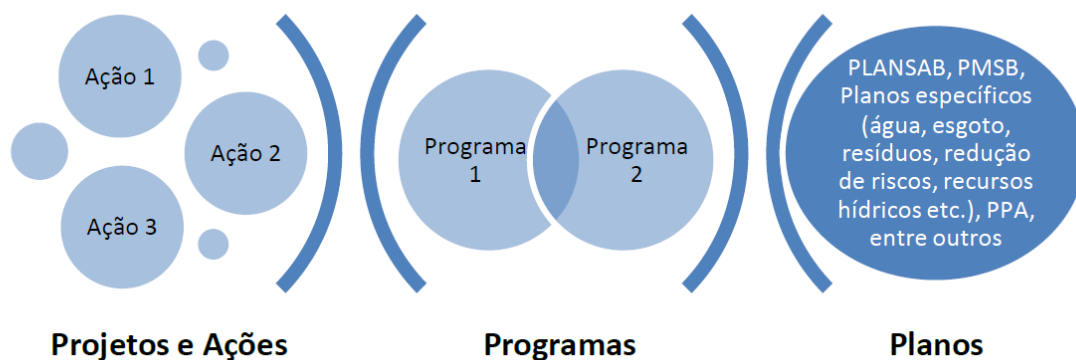 Ação 1
Ação 2
Ação 3
Projetos e Ações
Programa
1
Programa
2
Programas
PLANSAB, PMSB,
Planos específicos
(água, esgoto,
resíduos, redução
de riscos, recursos
hídricos etc.), PPA,
entre outros
Planos